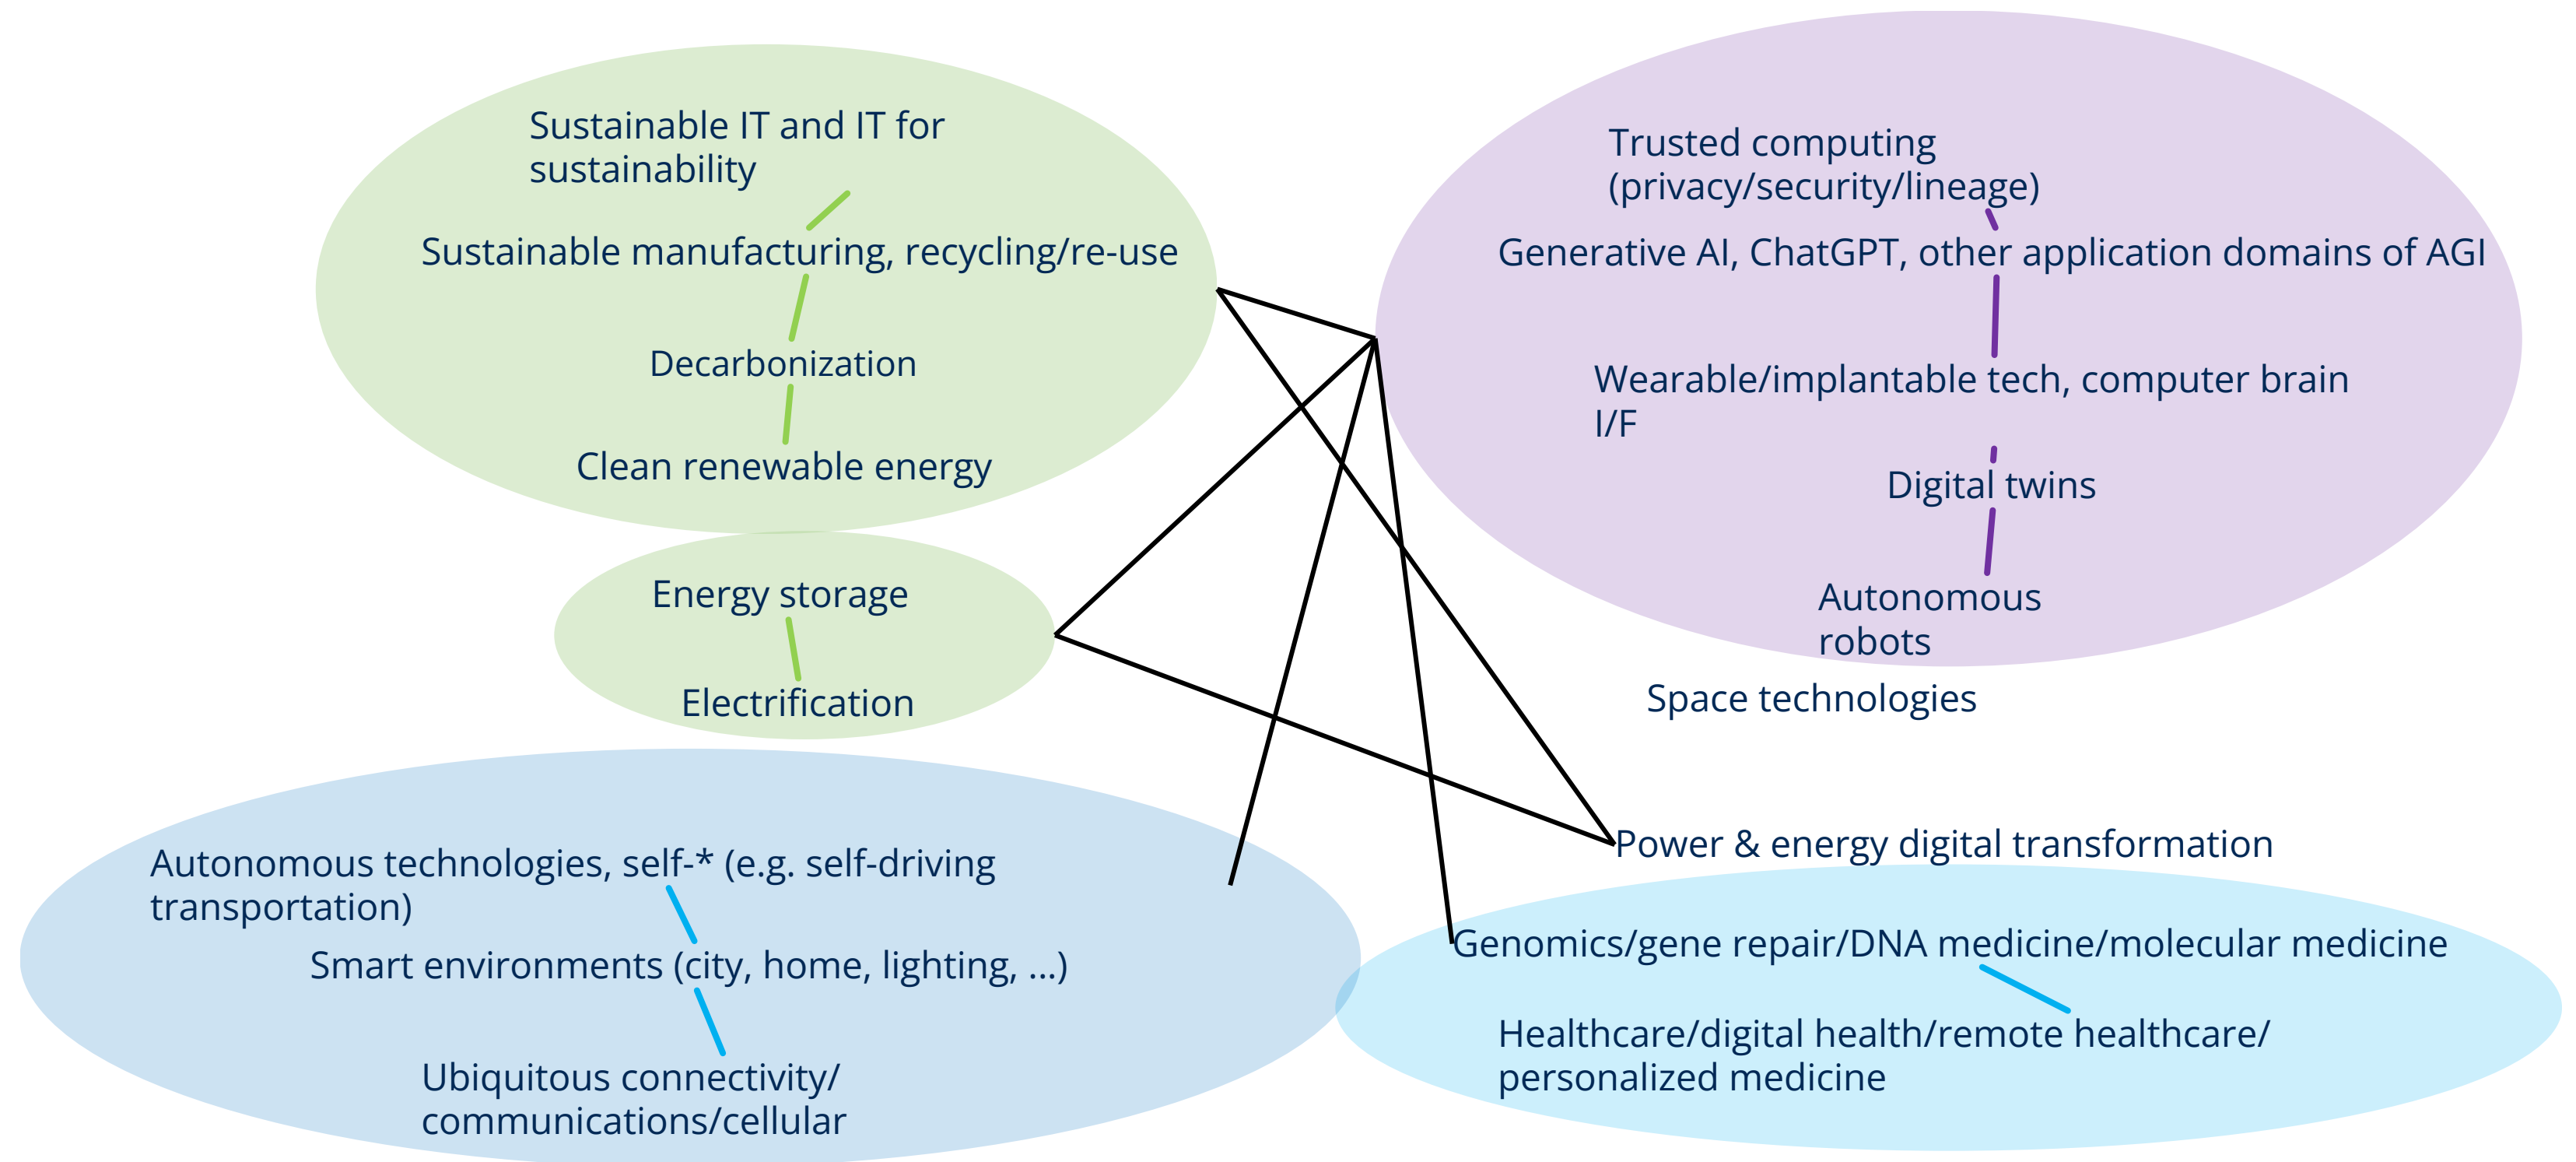 Sustainable IT and IT for
sustainability
Sustainable manufacturing, recycling/re-use
Decarbonization
Clean renewable energy
Energy storage
Electrification
Trusted computing
(privacy/security/lineage)
Generative AI, ChatGPT, other application domains of AGI
Wearable/implantable tech, computer brain
I/F
Digital twins
Autonomous
robots
Space technologies
Power & energy digital transformation
Autonomous technologies, self-* (e.g. self-driving
transportation)
Smart environments (city, home, lighting, ...)
Ubiquitous connectivity/
communications/cellular
Genomics/gene repair/DNA medicine/molecular medicine
Healthcare/digital health/remote healthcare/
personalized medicine